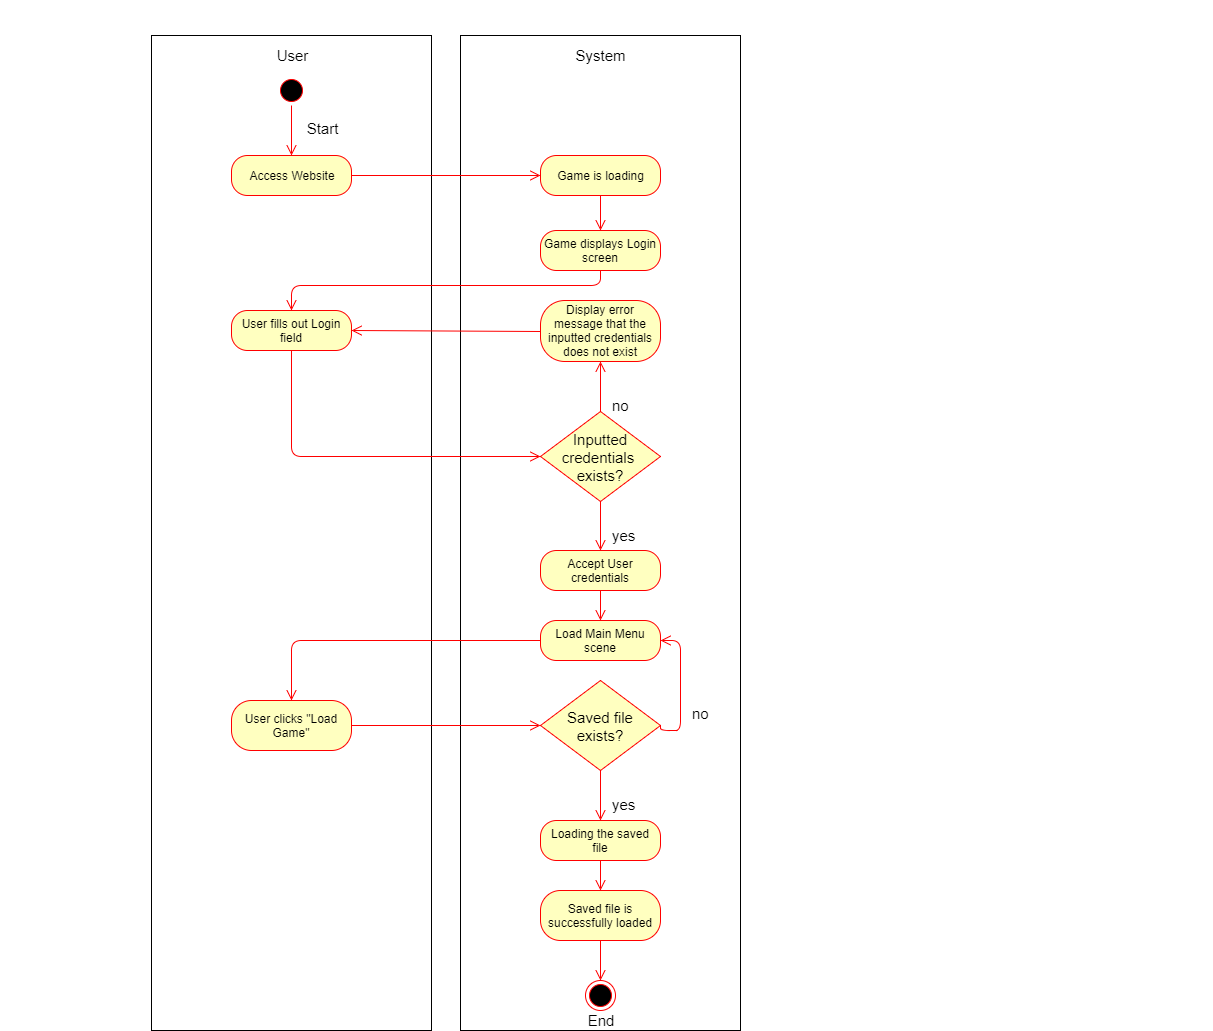 User
System
Start
Access Website
Game is loading
Game displays Login
screen
User fills out Login
field
Display error
message that the
inputted credentials
does not exist
no
Inputted
credentials
exists?
yes
Accept User
credentials
Load Main Menu
scene
User clicks "Load
Game"
Saved file
exists?
no
yes
Loading the saved
file
Saved file is
successfully loaded
End